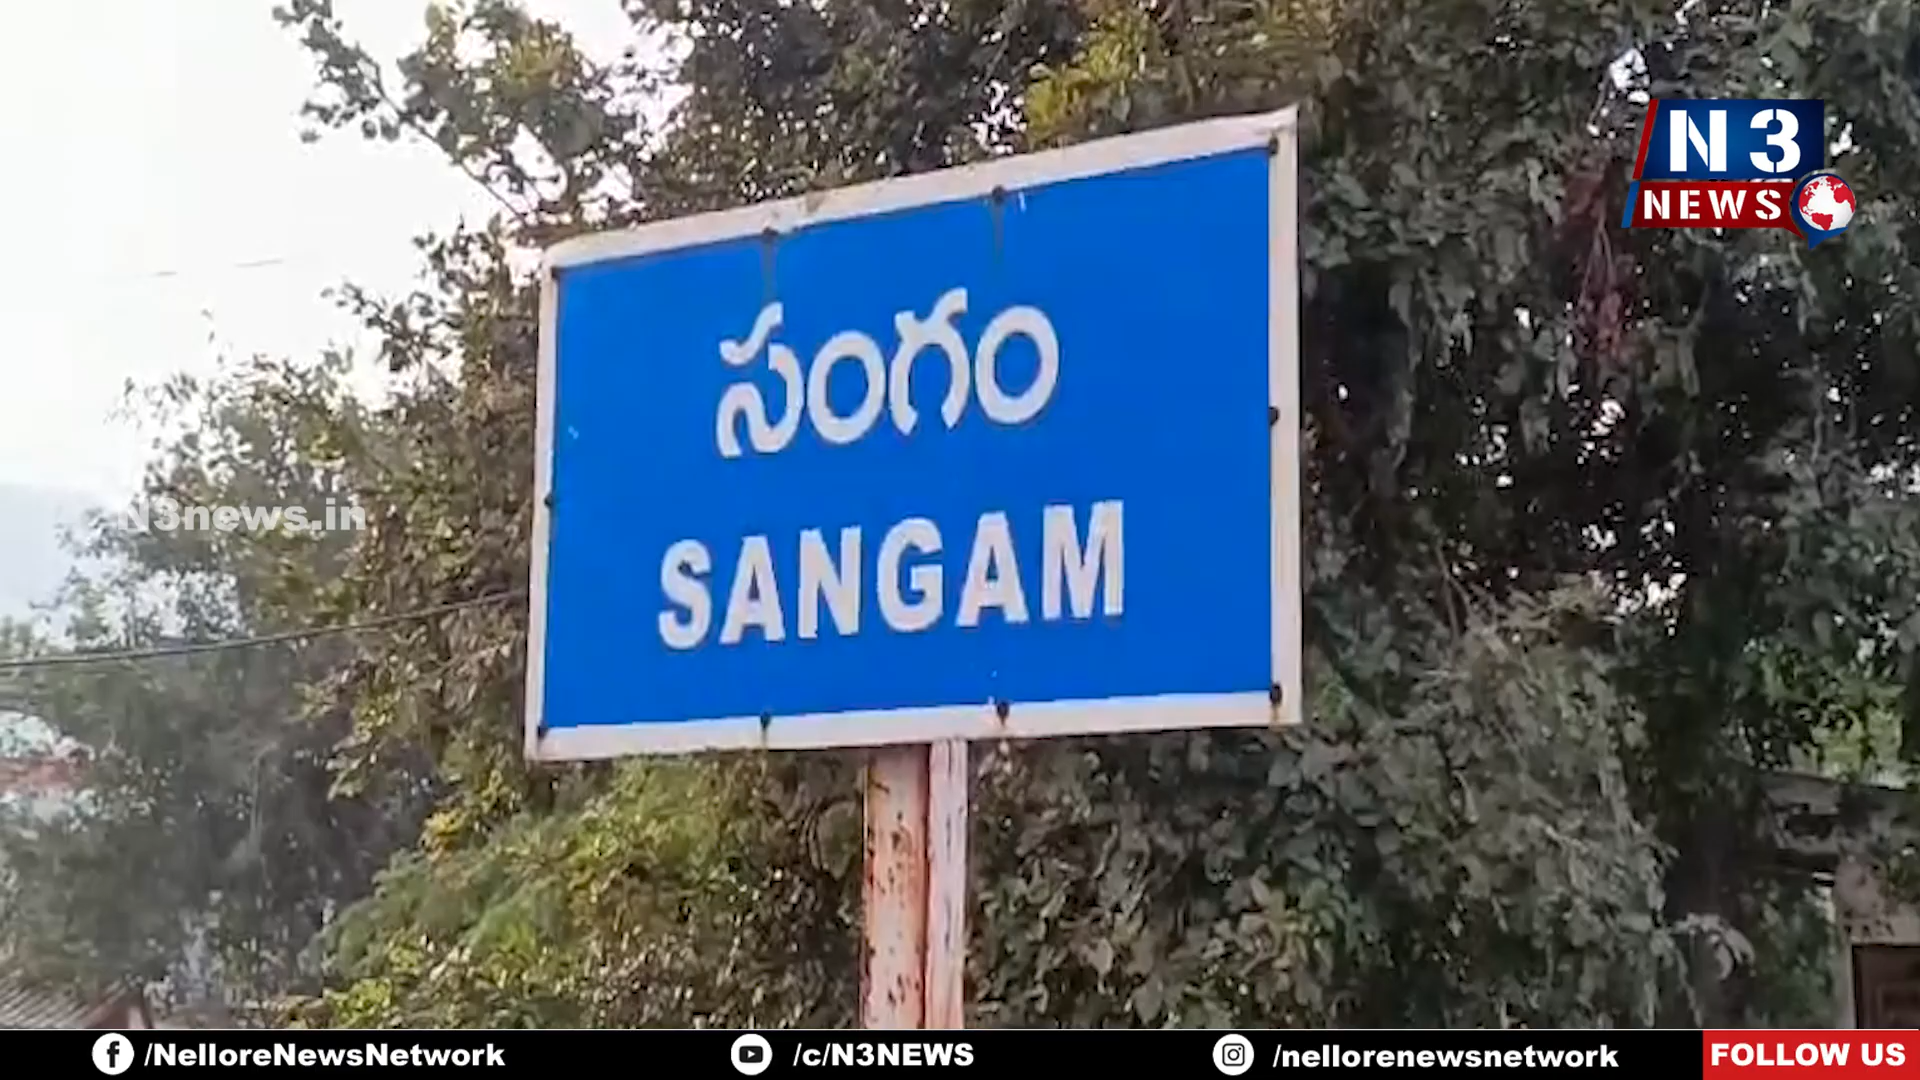 N3
NEWS
సంగం
SANGAM
N3news.in
/NelloreNewsNetwork
/c/N3NEWS
/nellorenewsnetwork
FOLLOW US